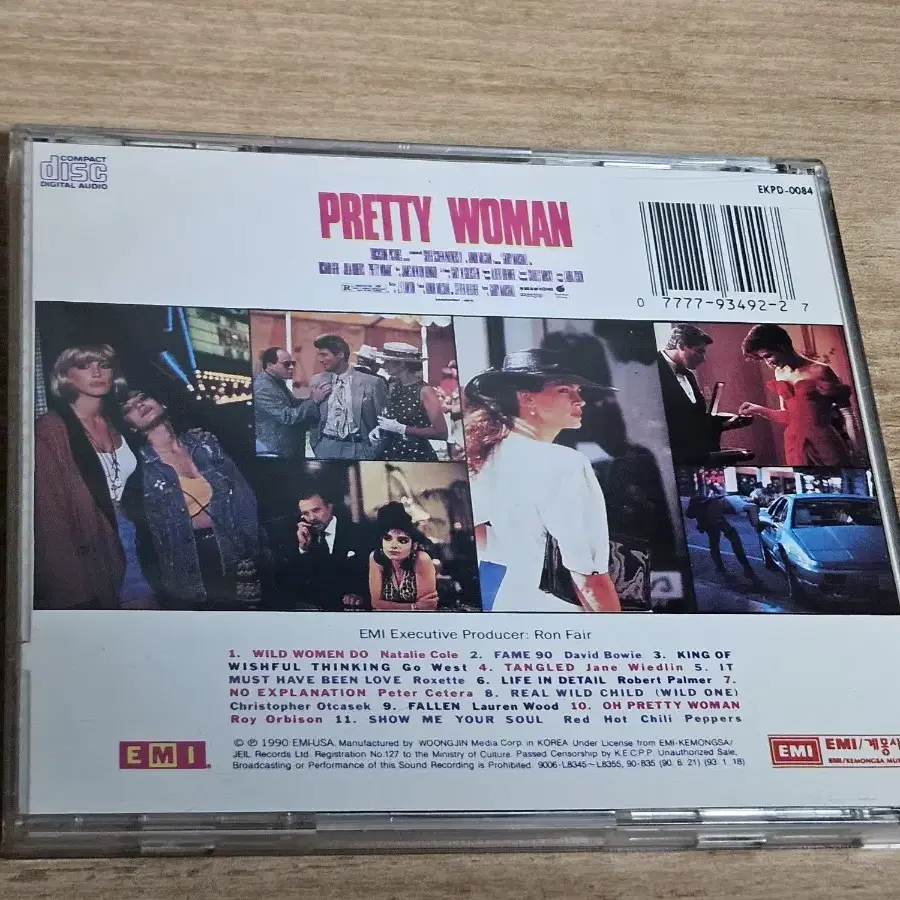 COMPACT
disc
DIGITAL AUDIO
EKPD-0084
PRETTY WOMAN
R
0 7777-93492-2 7
EMI Executive Producer: Ron Fair
1. WILD WOMEN DO Natalie Cole 2. FAME 90 David Bowie 3. KING OF
WISHFUL THINKING Go West 4. TANGLED Jane Wiedlin 5. IT
MUST HAVE BEEN LOVE Roxette 6. LIFE IN DETAIL Robert Palmer 7.
NO EXPLANATION Peter Cetera 8. REAL WILD CHILD (WILD ONE)
Christopher Otcasek 9. FALLEN Lauren Wood 10. OH PRETTY WOMAN
Roy Orbison 11. SHOW ME YOUR SOUL Red Hot Chili Peppers
© ℗ 1990 EMI-USA. Manufactured by WOONGJIN Media Corp. in KOREA Under License from EMI-KEMONGSA/
JEIL Records Ltd. Registration No.127 to the Ministry of Culture. Passed Censorship by K.E.C.P.P. Unauthorized Sale,
Broadcasting or Performance of this Sound Recording is Prohibited. 9006-L8345~L8355, 90-835 (90. 6. 21) (93. 1. 18)
EMI
EMI
EMI/계몽사
EMI/KEMONGSA